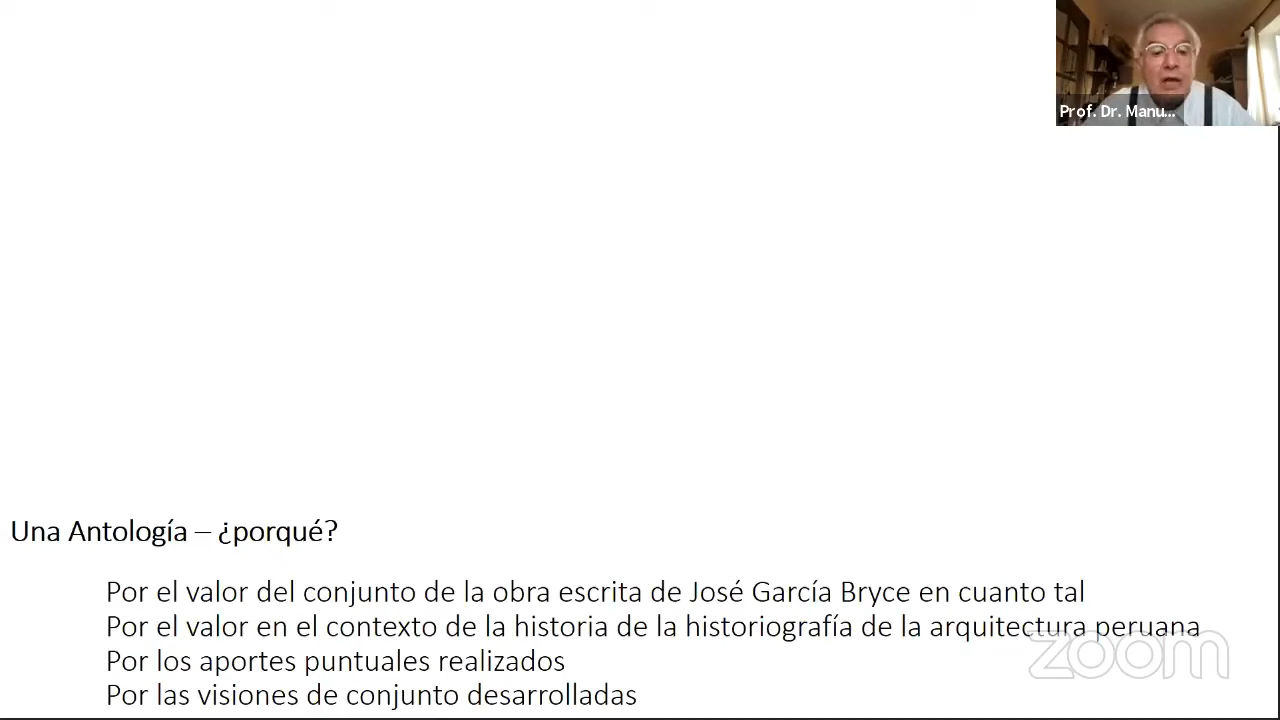 Prof. Dr. Manu...
Una Antología – ¿porqué?
Por el valor del conjunto de la obra escrita de José García Bryce en cuanto tal
Por el valor en el contexto de la historia de la historiografía de la arquitectura peruana
Por los aportes puntuales realizados
Por las visiones de conjunto desarrolladas
zoom